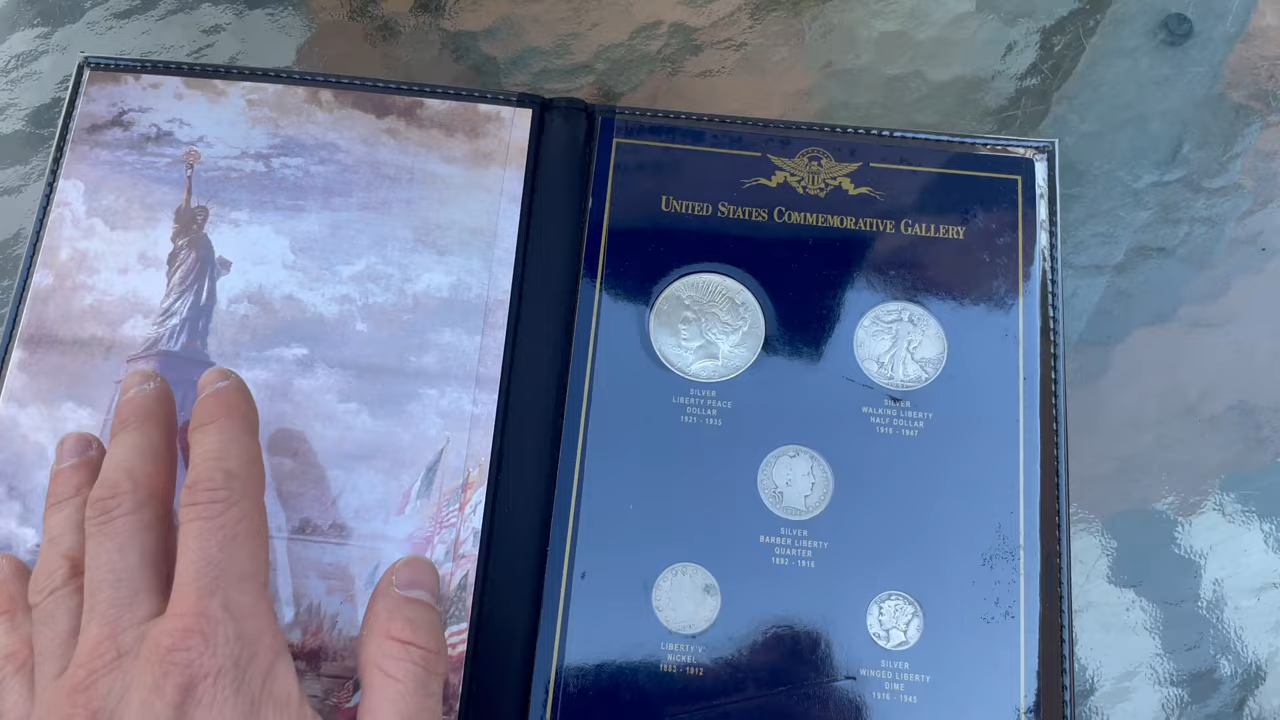 UNITED STATES COMMEMORATIVE GALLERY
SILVER
LIBERTY PEACE
DOLLAR
1921 - 1935
SILVER
WALKING LIBERTY
HALF DOLLAR
1916 - 1947
SILVER
BARBER LIBERTY
QUARTER
1892 - 1916
LIBERTY 'V'
NICKEL
1883 - 1912
SILVER
WINGED LIBERTY
DIME
1916 - 1945